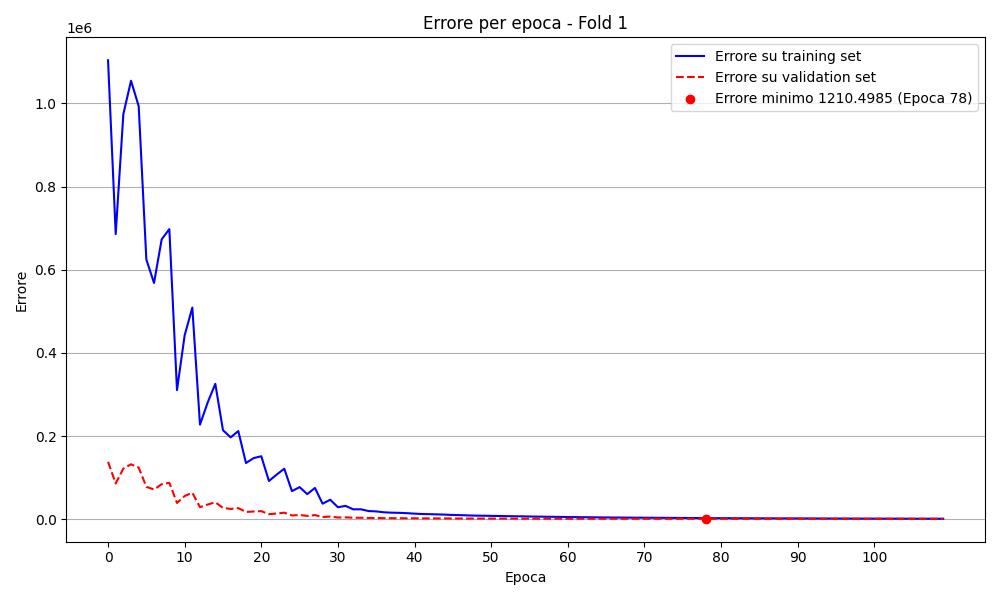 Errore per epoca - Fold 1
1e6
Errore su training set
Errore su validation set
Errore minimo 1210.4985 (Epoca 78)
1.0
0.8
0.6
0.4
0.2
0.0
Errore
0 10 20 30 40 50 60 70 80 90 100
Epoca